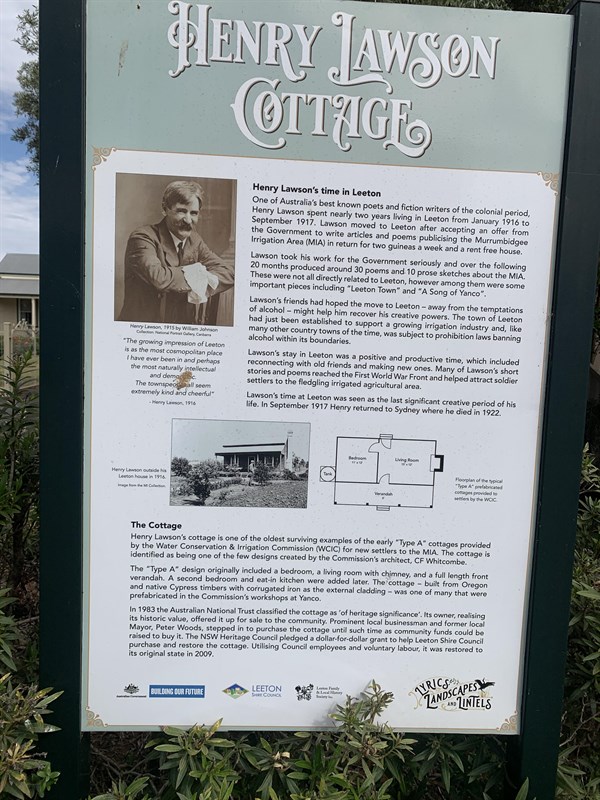 HENRY LAWSON
COTTAGE
Henry Lawson's time in Leeton
One of Australia's best known poets and fiction writers of the colonial period,
Henry Lawson spent nearly two years living in Leeton from January 1916 to
September 1917. Lawson moved to Leeton after accepting an offer from
the Government to write articles and poems publicising the Murrumbidgee
Irrigation Area (MIA) in return for two guineas a week and a rent free house.
Lawson took his work for the Government seriously and over the following
20 months produced around 30 poems and 10 prose sketches about the MIA.
These were not all directly related to Leeton, however among them were some
important pieces including "Leeton Town" and "A Song of Yanco".
Lawson's friends had hoped the move to Leeton – away from the temptations
of alcohol – might help him recover his creative powers. The town of Leeton
had just been established to support a growing irrigation industry and, like
many other country towns of the time, was subject to prohibition laws banning
alcohol within its boundaries.
Lawson's stay in Leeton was a positive and productive time, which included
reconnecting with old friends and making new ones. Many of Lawson's short
stories and poems reached the First World War Front and helped attract soldier
settlers to the fledgling irrigated agricultural area.
Lawson's time at Leeton was seen as the last significant creative period of his
life. In September 1917 Henry returned to Sydney where he died in 1922.
Henry Lawson, 1915 by William Johnson
Collection: National Portrait Gallery, Canberra
"The growing impression of Leeton
is as the most cosmopolitan place
I have ever been in and perhaps
the most naturally intellectual
and
The all seem
extremely kind and cheerful"
- Henry Lawson, 1916
Henry Lawson outside his
Leeton house in 1916.
Image from the MI Collection.
Tank
Bedroom
Living Room
Verandah
Floorplan of the typical
"Type A" prefabricated
cottages provided to
settlers by the WCIC.
The Cottage
Henry Lawson's cottage is one of the oldest surviving examples of the early "Type A" cottages provided
by the Water Conservation & Irrigation Commission (WCIC) for new settlers to the MIA. The cottage is
identified as being one of the few designs created by the Commission's architect, CF Whitcombe.
The "Type A" design originally included a bedroom, a living room with chimney, and a full length front
verandah. A second bedroom and eat-in kitchen were added later. The cottage – built from Oregon
and native Cypress timbers with corrugated iron as the external cladding – was one of many that were
prefabricated in the Commission's workshops at Yanco.
In 1983 the Australian National Trust classified the cottage as 'of heritage significance'. Its owner, realising
its historic value, offered it up for sale to the community. Prominent local businessman and former local
Mayor, Peter Woods, stepped in to purchase the cottage until such time as community funds could be
raised to buy it. The NSW Heritage Council pledged a dollar-for-dollar grant to help Leeton Shire Council
purchase and restore the cottage. Utilising Council employees and voluntary labour, it was restored to
its original state in 2009.
Australian Government
BUILDING OUR FUTURE
LEETON
SHIRE COUNCIL
Leeton Family
& Local History
Society Inc.
LYRICS
LANDSCAPES
AND LINTELS